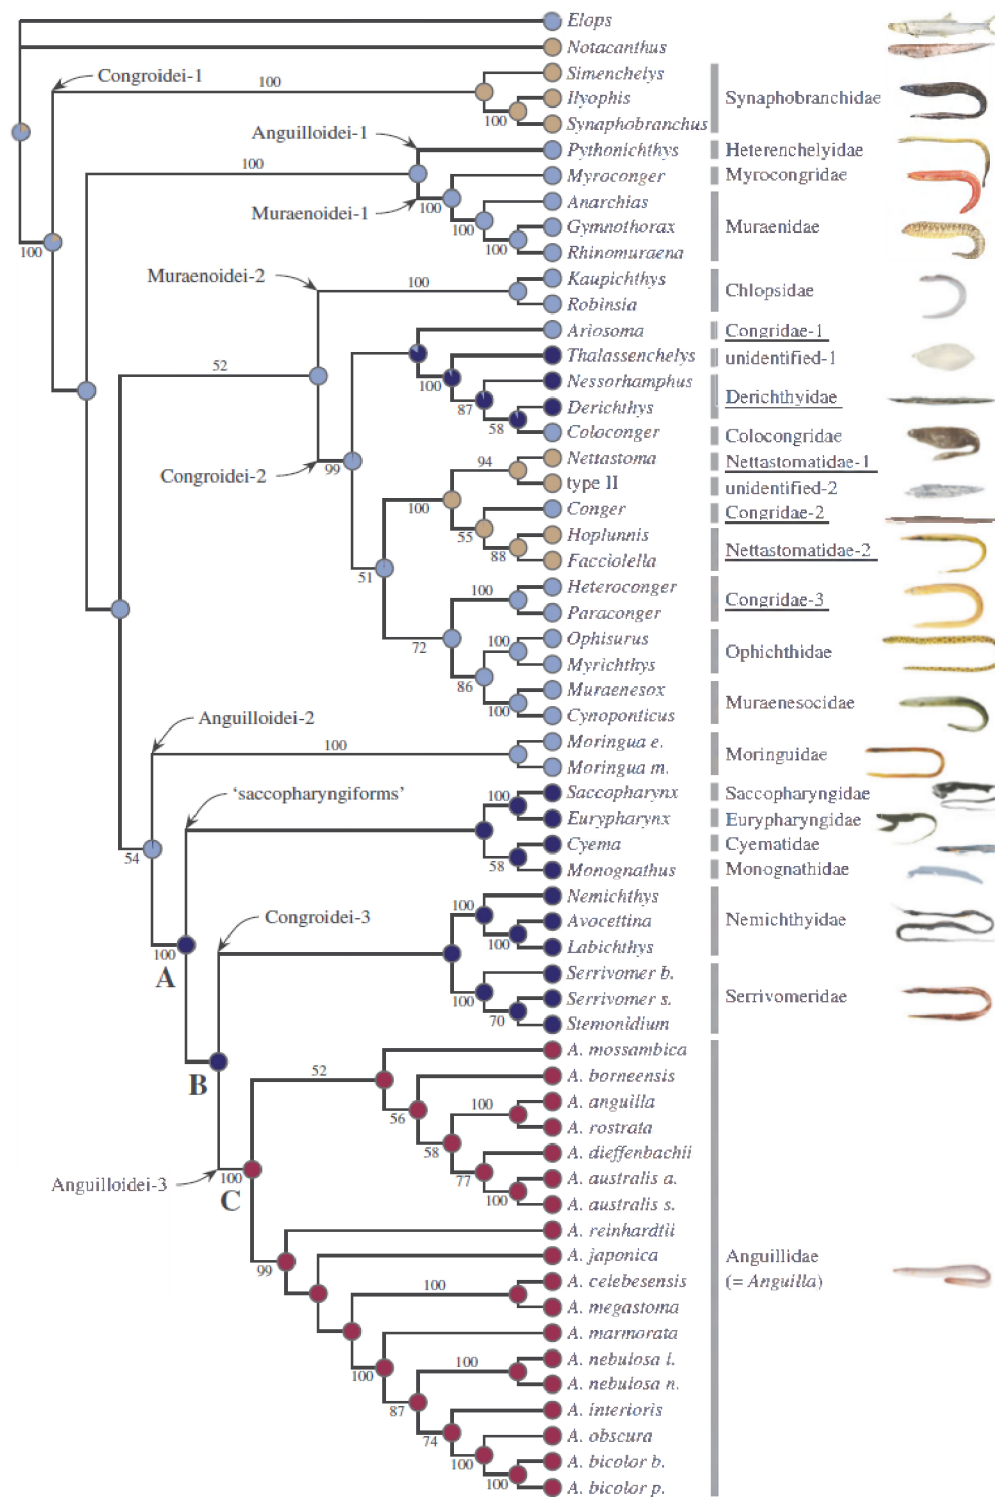 Elops
Notacanthus
Congroidei-1
100
Simenchelys
Ilyophis
Synaphobranchidae
100
Synaphobranchus
Anguilloidei-1
Pythonichthys
Heterenchelyidae
100
Myroconger
Myrocongridae
Muraenoidei-1
100
Anarchias
100
Gymnothorax
Muraenidae
100
100
Rhinomuraena
Muraenoidei-2
100
Kaupichthys
Chlopsidae
Robinsia
Ariosoma
Congridae-1
Thalassenchelys
unidentified-1
52
100
Nessorhamphus
Derichthyidae
87
Derichthys
58
Coloconger
Colocongridae
99
Congroidei-2
94
Nettastoma
Nettastomatidae-1
type II
unidentified-2
100
Conger
Congridae-2
55
Hoplunnis
Nettastomatidae-2
88
Facciolella
51
100
Heteroconger
Congridae-3
Paraconger
72
100
Ophisurus
Ophichthidae
Myrichthys
86
Muraenesox
Muraenesocidae
100
Cynoponticus
Anguilloidei-2
100
Moringua e.
Moringuidae
Moringua m.
‘saccopharyngiforms’
100
Saccopharynx
Saccopharyngidae
Eurypharynx
Eurypharyngidae
54
Cyema
Cyematidae
58
Monognathus
Monognathidae
100
Nemichthys
Congroidei-3
Avocettina
Nemichthyidae
100
A
100
Labichthys
Serrivomer b.
100
Serrivomer s.
Serrivomeridae
70
Stemonidium
A. mossambica
B
52
A. borneensis
56
100
A. anguilla
A. rostrata
58
A. dieffenbachii
77
A. australis a.
Anguilloidei-3
100
C
100
A. australis s.
A. reinhardtii
99
A. japonica
Anguillidae
100
A. celebesensis
(= Anguilla)
A. megastoma
A. marmorata
100
100
A. nebulosa l.
A. nebulosa n.
87
A. interioris
74
A. obscura
100
A. bicolor b.
100
A. bicolor p.